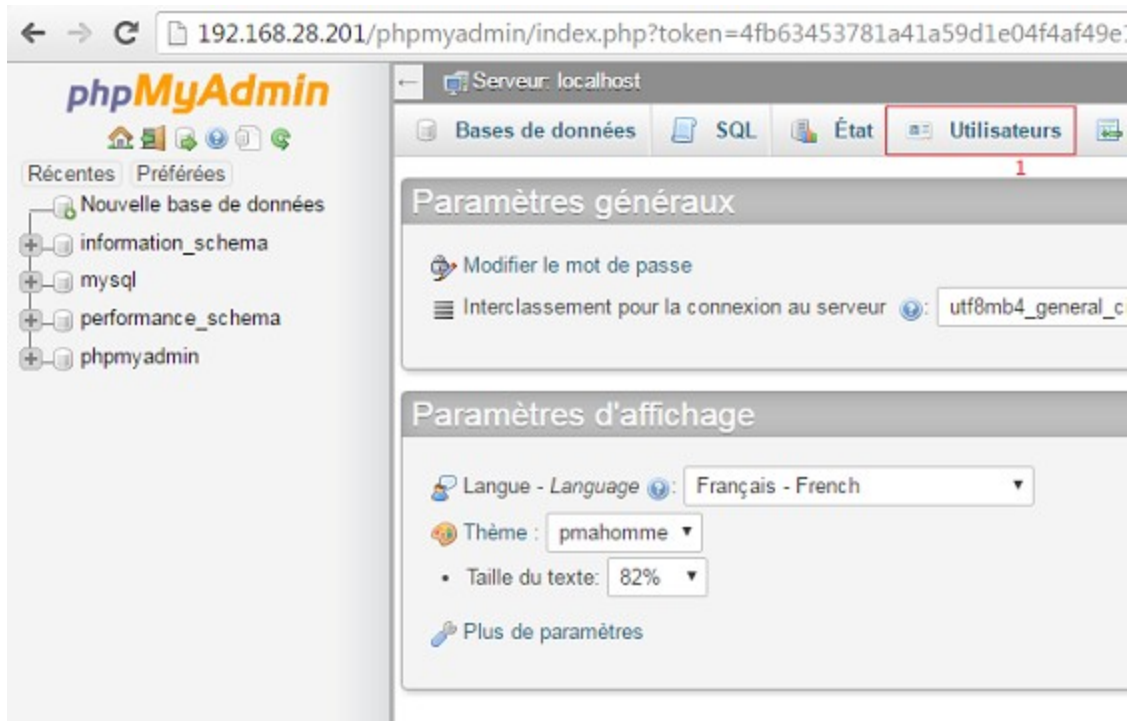 192.168.28.201/phpmyadmin/index.php?token=4fb63453781a41a59d1e04f4af49e
phpMyAdmin
Récentes Préférées
Nouvelle base de données
information_schema
mysql
performance_schema
phpmyadmin
Serveur: localhost
Bases de données SQL État Utilisateurs
1
Paramètres généraux
Modifier le mot de passe
Interclassement pour la connexion au serveur : utf8mb4_general_c
Paramètres d'affichage
Langue - Language : Français - French
Thème : pmahomme
• Taille du texte: 82%
Plus de paramètres